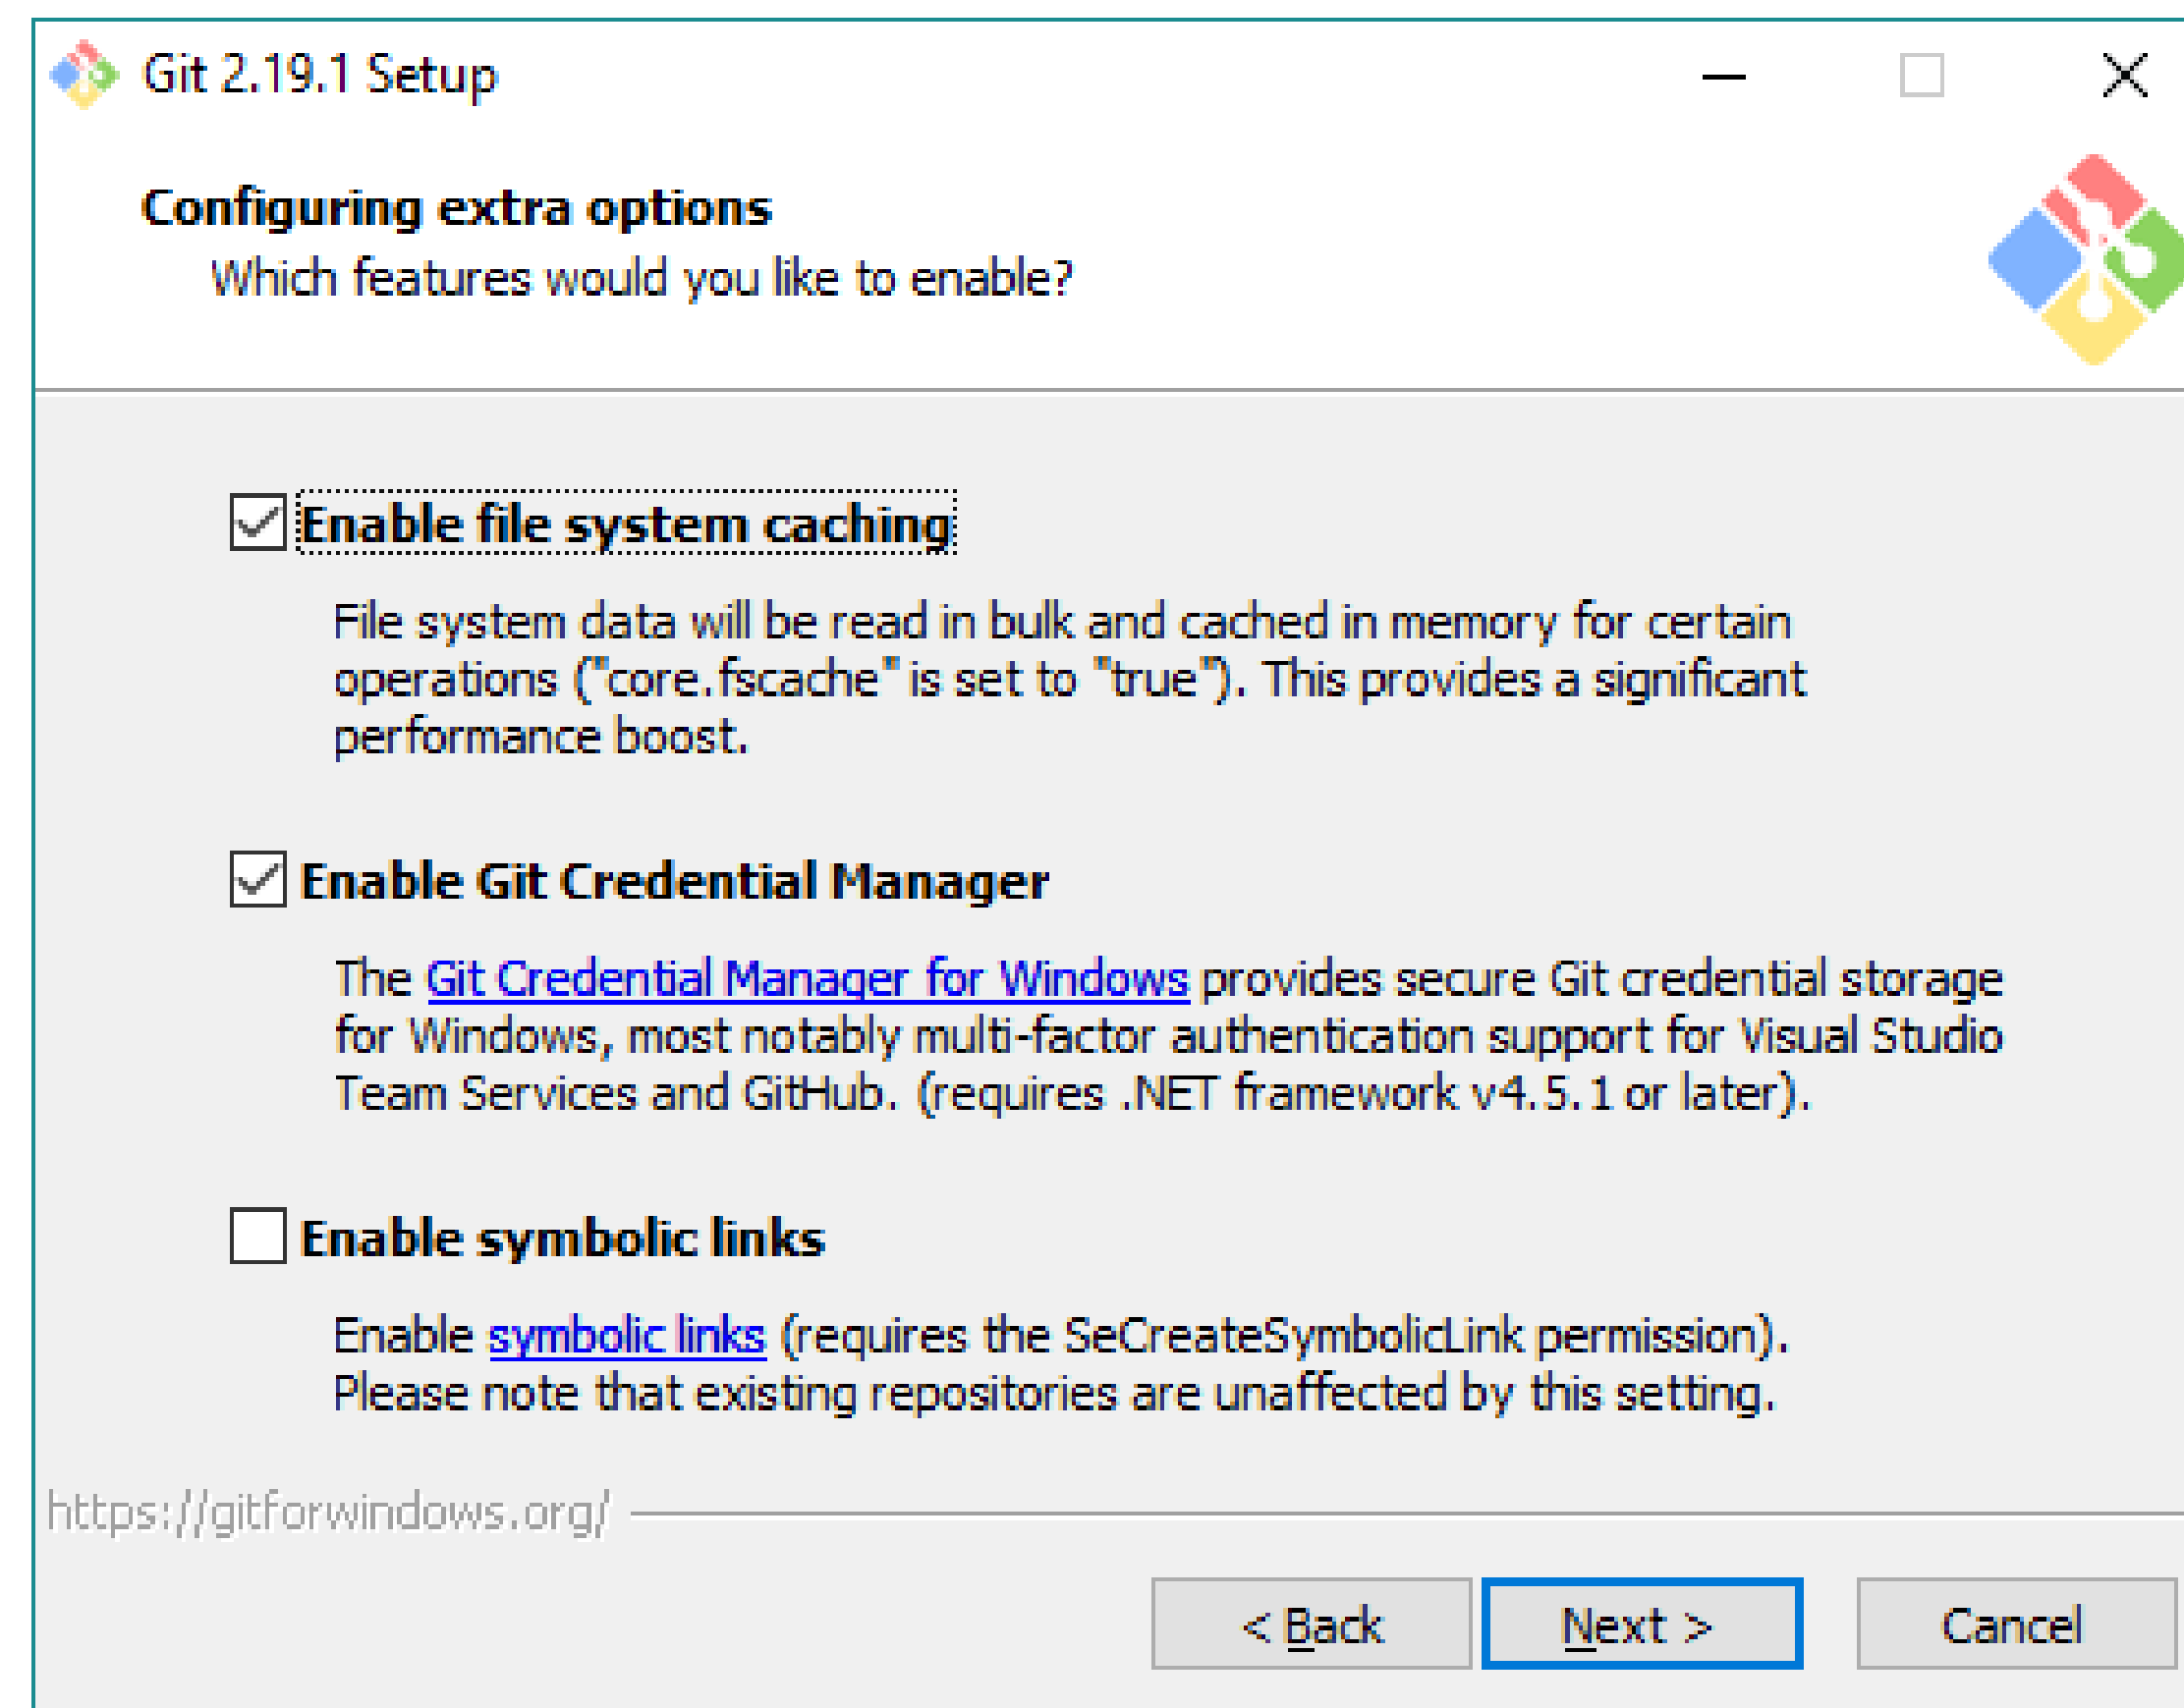 Git 2.19.1 Setup
Configuring extra options
Which features would you like to enable?
Enable file system caching
File system data will be read in bulk and cached in memory for certain
operations ("core.fscache" is set to "true"). This provides a significant
performance boost.
Enable Git Credential Manager
The Git Credential Manager for Windows provides secure Git credential storage
for Windows, most notably multi-factor authentication support for Visual Studio
Team Services and GitHub. (requires .NET framework v4.5.1 or later).
Enable symbolic links
Enable symbolic links (requires the SeCreateSymbolicLink permission).
Please note that existing repositories are unaffected by this setting.
https://gitforwindows.org/
< Back Next > Cancel